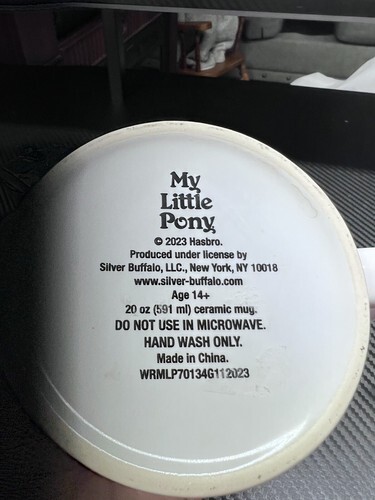 My
Little
Pony
© 2023 Hasbro.
Produced under license by
Silver Buffalo, LLC., New York, NY 10018
www.silver-buffalo.com
Age 14+
20 oz (591 ml) ceramic mug.
DO NOT USE IN MICROWAVE.
HAND WASH ONLY.
Made in China.
WRMLP70134G112023